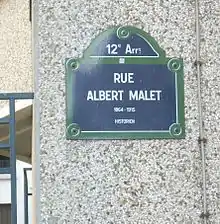 12e Arrt
RUE
ALBERT MALET
1864-1915
HISTORIEN